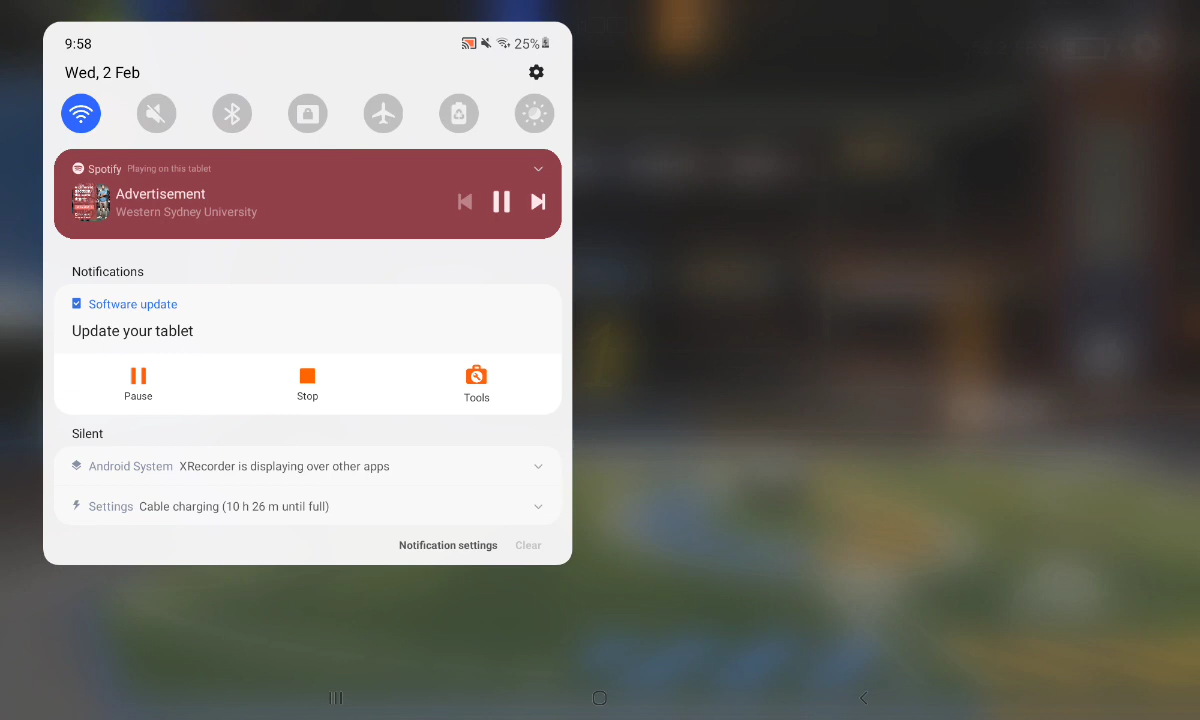 9:58
25%
Wed, 2 Feb
Spotify Playing on this tablet
Advertisement
Western Sydney University
Notifications
Software update
Update your tablet
Pause Stop Tools
Silent
Android System XRecorder is displaying over other apps
Settings Cable charging (10 h 26 m until full)
Notification settings Clear